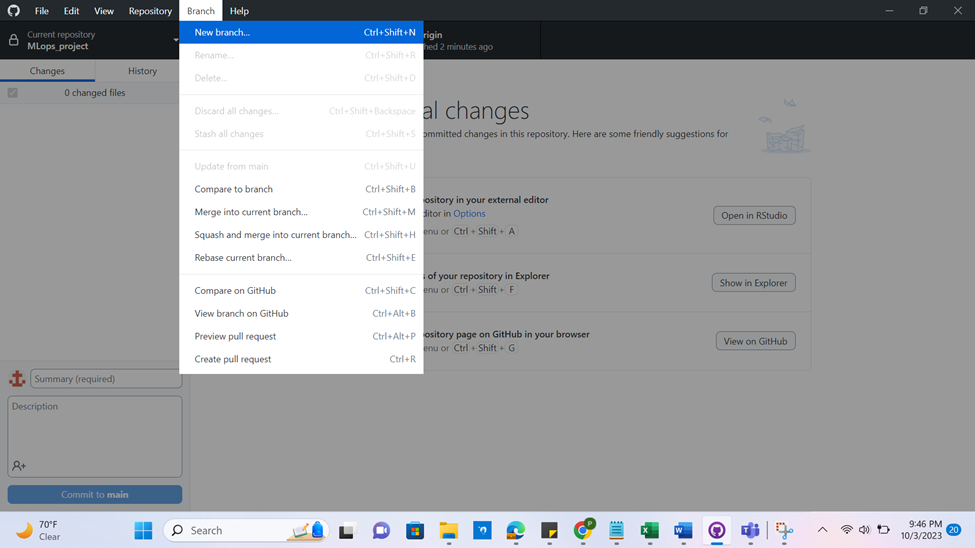 File Edit View Repository Branch Help
Current repository
MLops_project
New branch... Ctrl+Shift+N
Rename... Ctrl+Shift+R
Delete... Ctrl+Shift+D
Discard all changes... Ctrl+Shift+Backspace
Stash all changes Ctrl+Shift+S
Update from main Ctrl+Shift+U
Compare to branch Ctrl+Shift+B
Merge into current branch... Ctrl+Shift+M
Squash and merge into current branch... Ctrl+Shift+H
Rebase current branch... Ctrl+Shift+E
Compare on GitHub Ctrl+Shift+C
View branch on GitHub Ctrl+Alt+B
Preview pull request Ctrl+Alt+P
Create pull request Ctrl+R
rigin
hed 2 minutes ago
Changes History
0 changed files
al changes
committed changes in this repository. Here are some friendly suggestions for
pository in your external editor
ditor in Options
enu or Ctrl + Shift + A
Open in RStudio
s of your repository in Explorer
enu or Ctrl + Shift + F
Show in Explorer
pository page on GitHub in your browser
enu or Ctrl + Shift + G
View on GitHub
Summary (required)
Description
Commit to main
70°F
Clear
Search
P
9:46 PM
10/3/2023
20